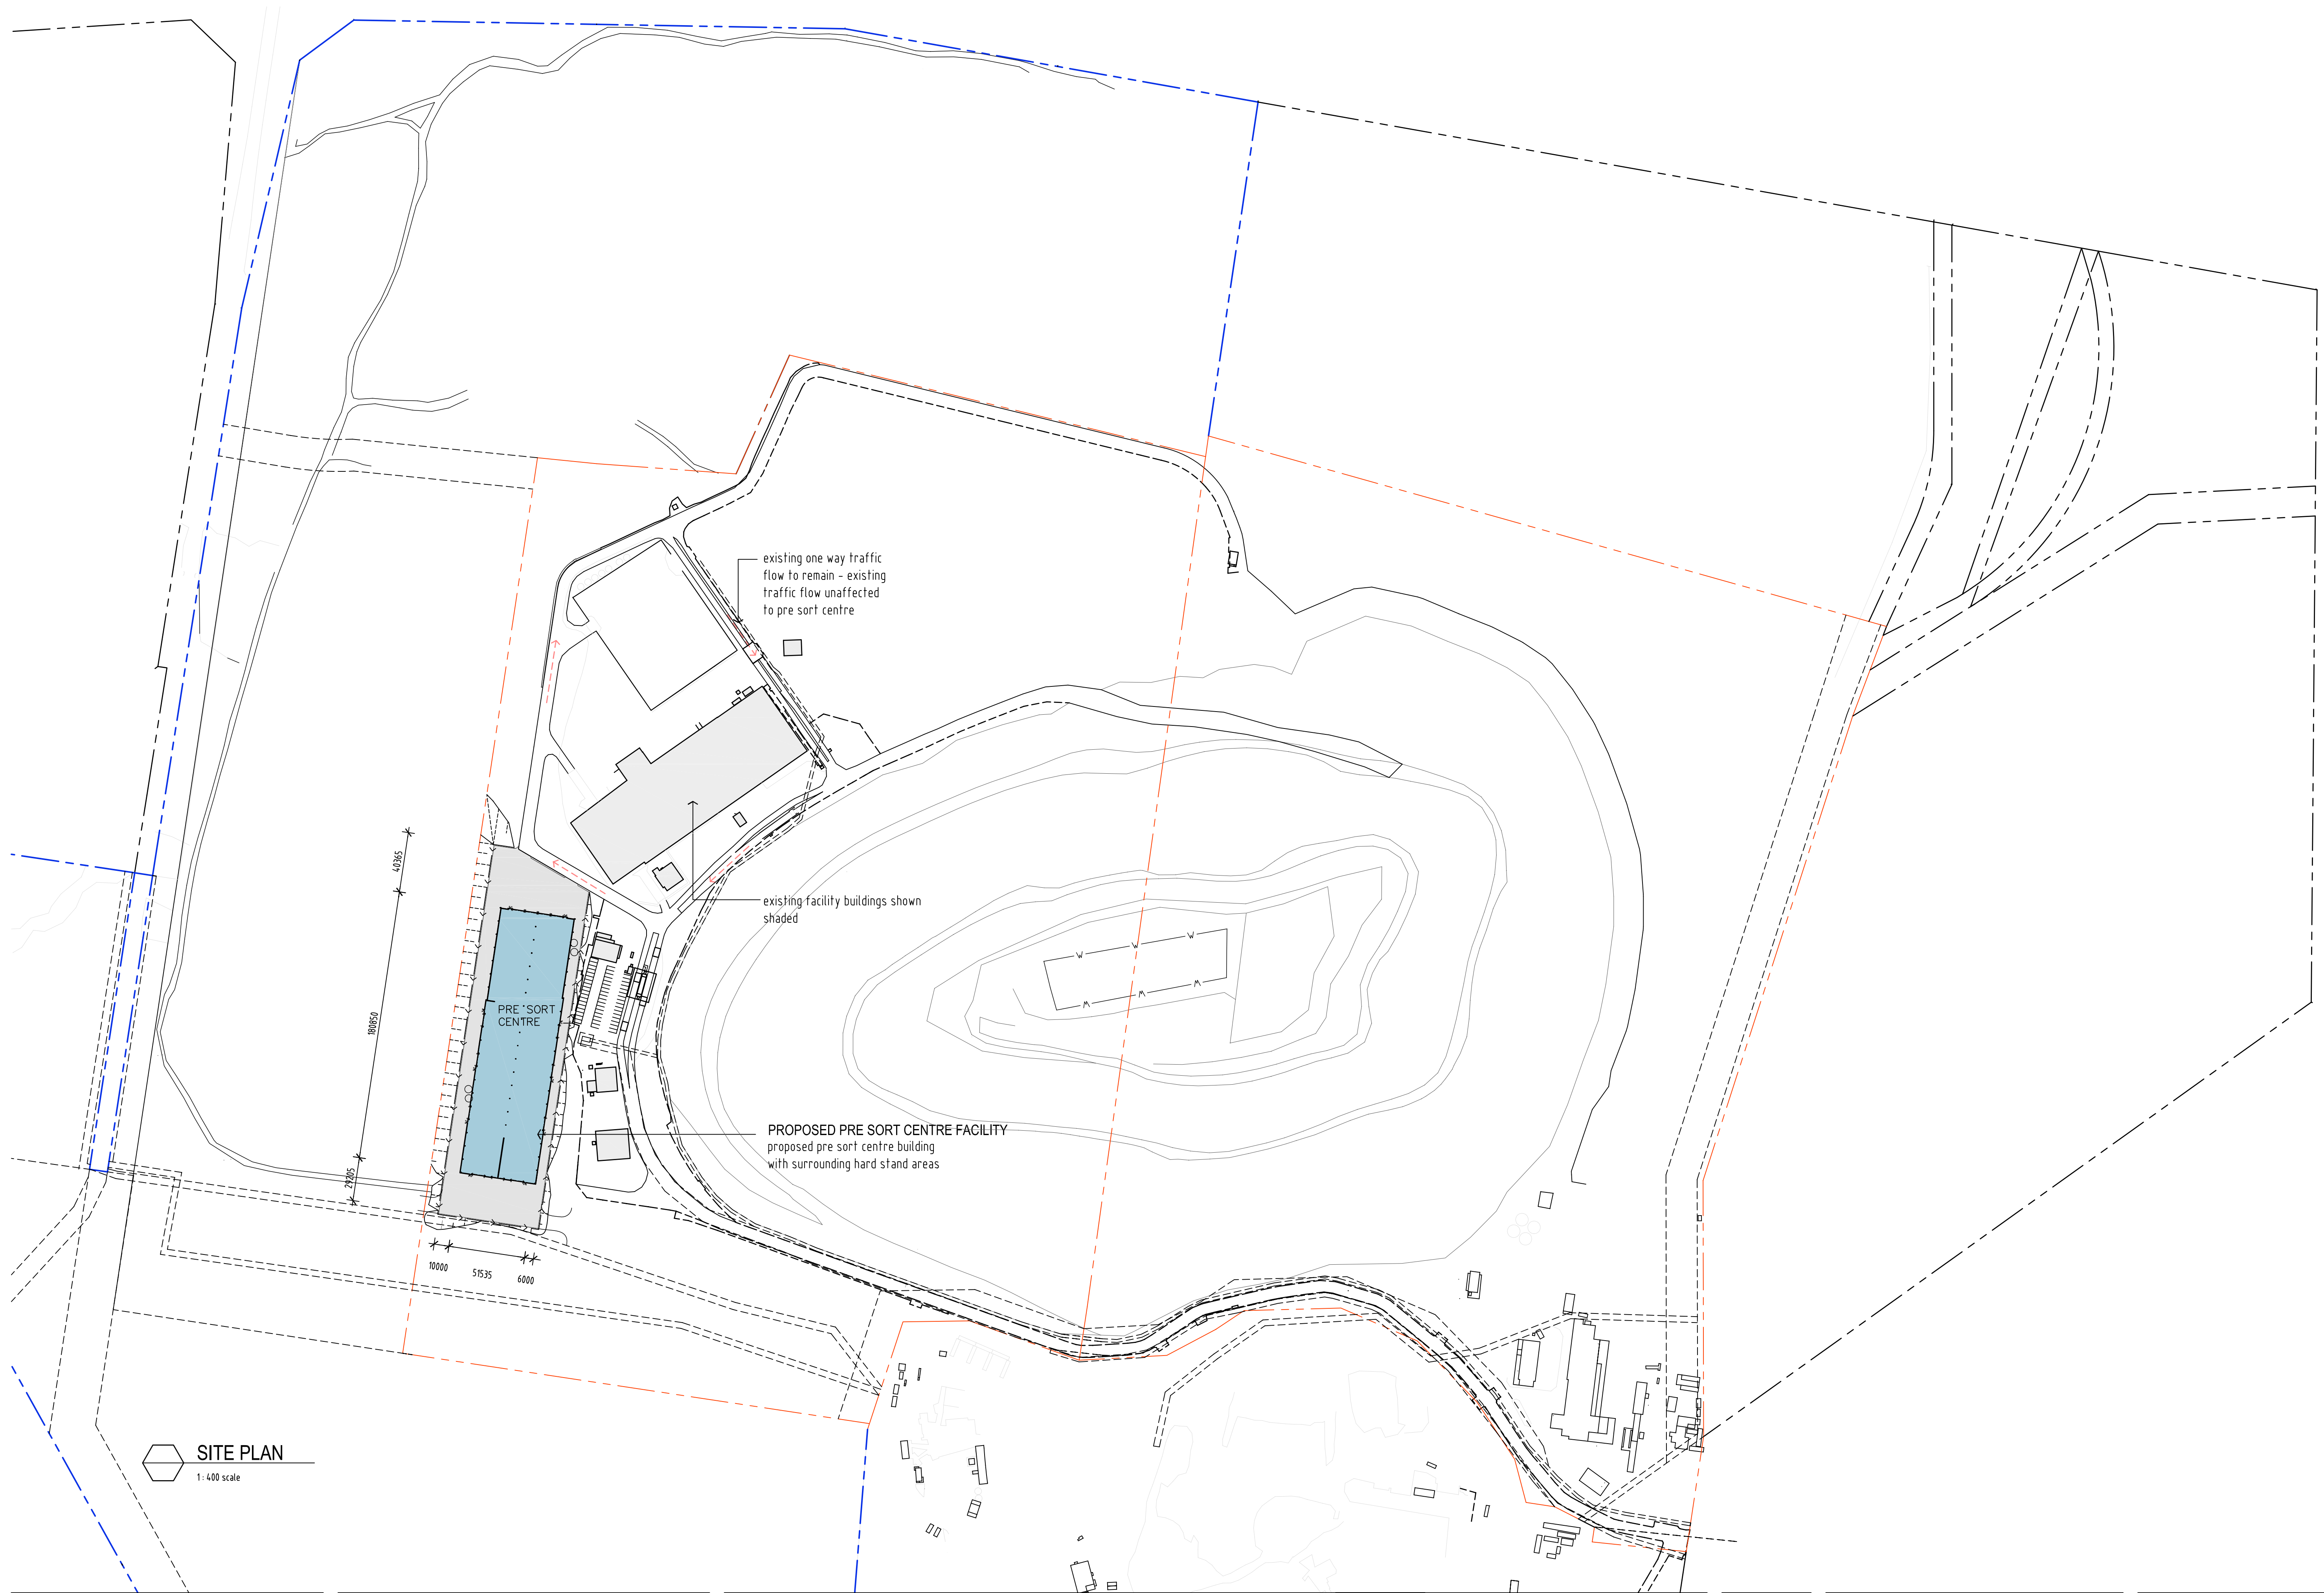 existing one way traffic
flow to remain - existing
traffic flow unaffected
to pre sort centre
40365
existing facility buildings shown
shaded
PRE SORT
CENTRE
180850
PROPOSED PRE SORT CENTRE FACILITY
proposed pre sort centre building
with surrounding hard stand areas
29205
10000
51535
6000
W
W
W
M
M
M
SITE PLAN
1 : 400 scale